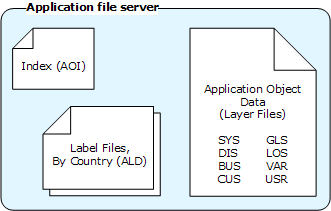 Application file server
Index (AOI)
Label Files,
By Country (ALD)
Application Object
Data
(Layer Files)
SYS GLS
DIS LOS
BUS VAR
CUS USR